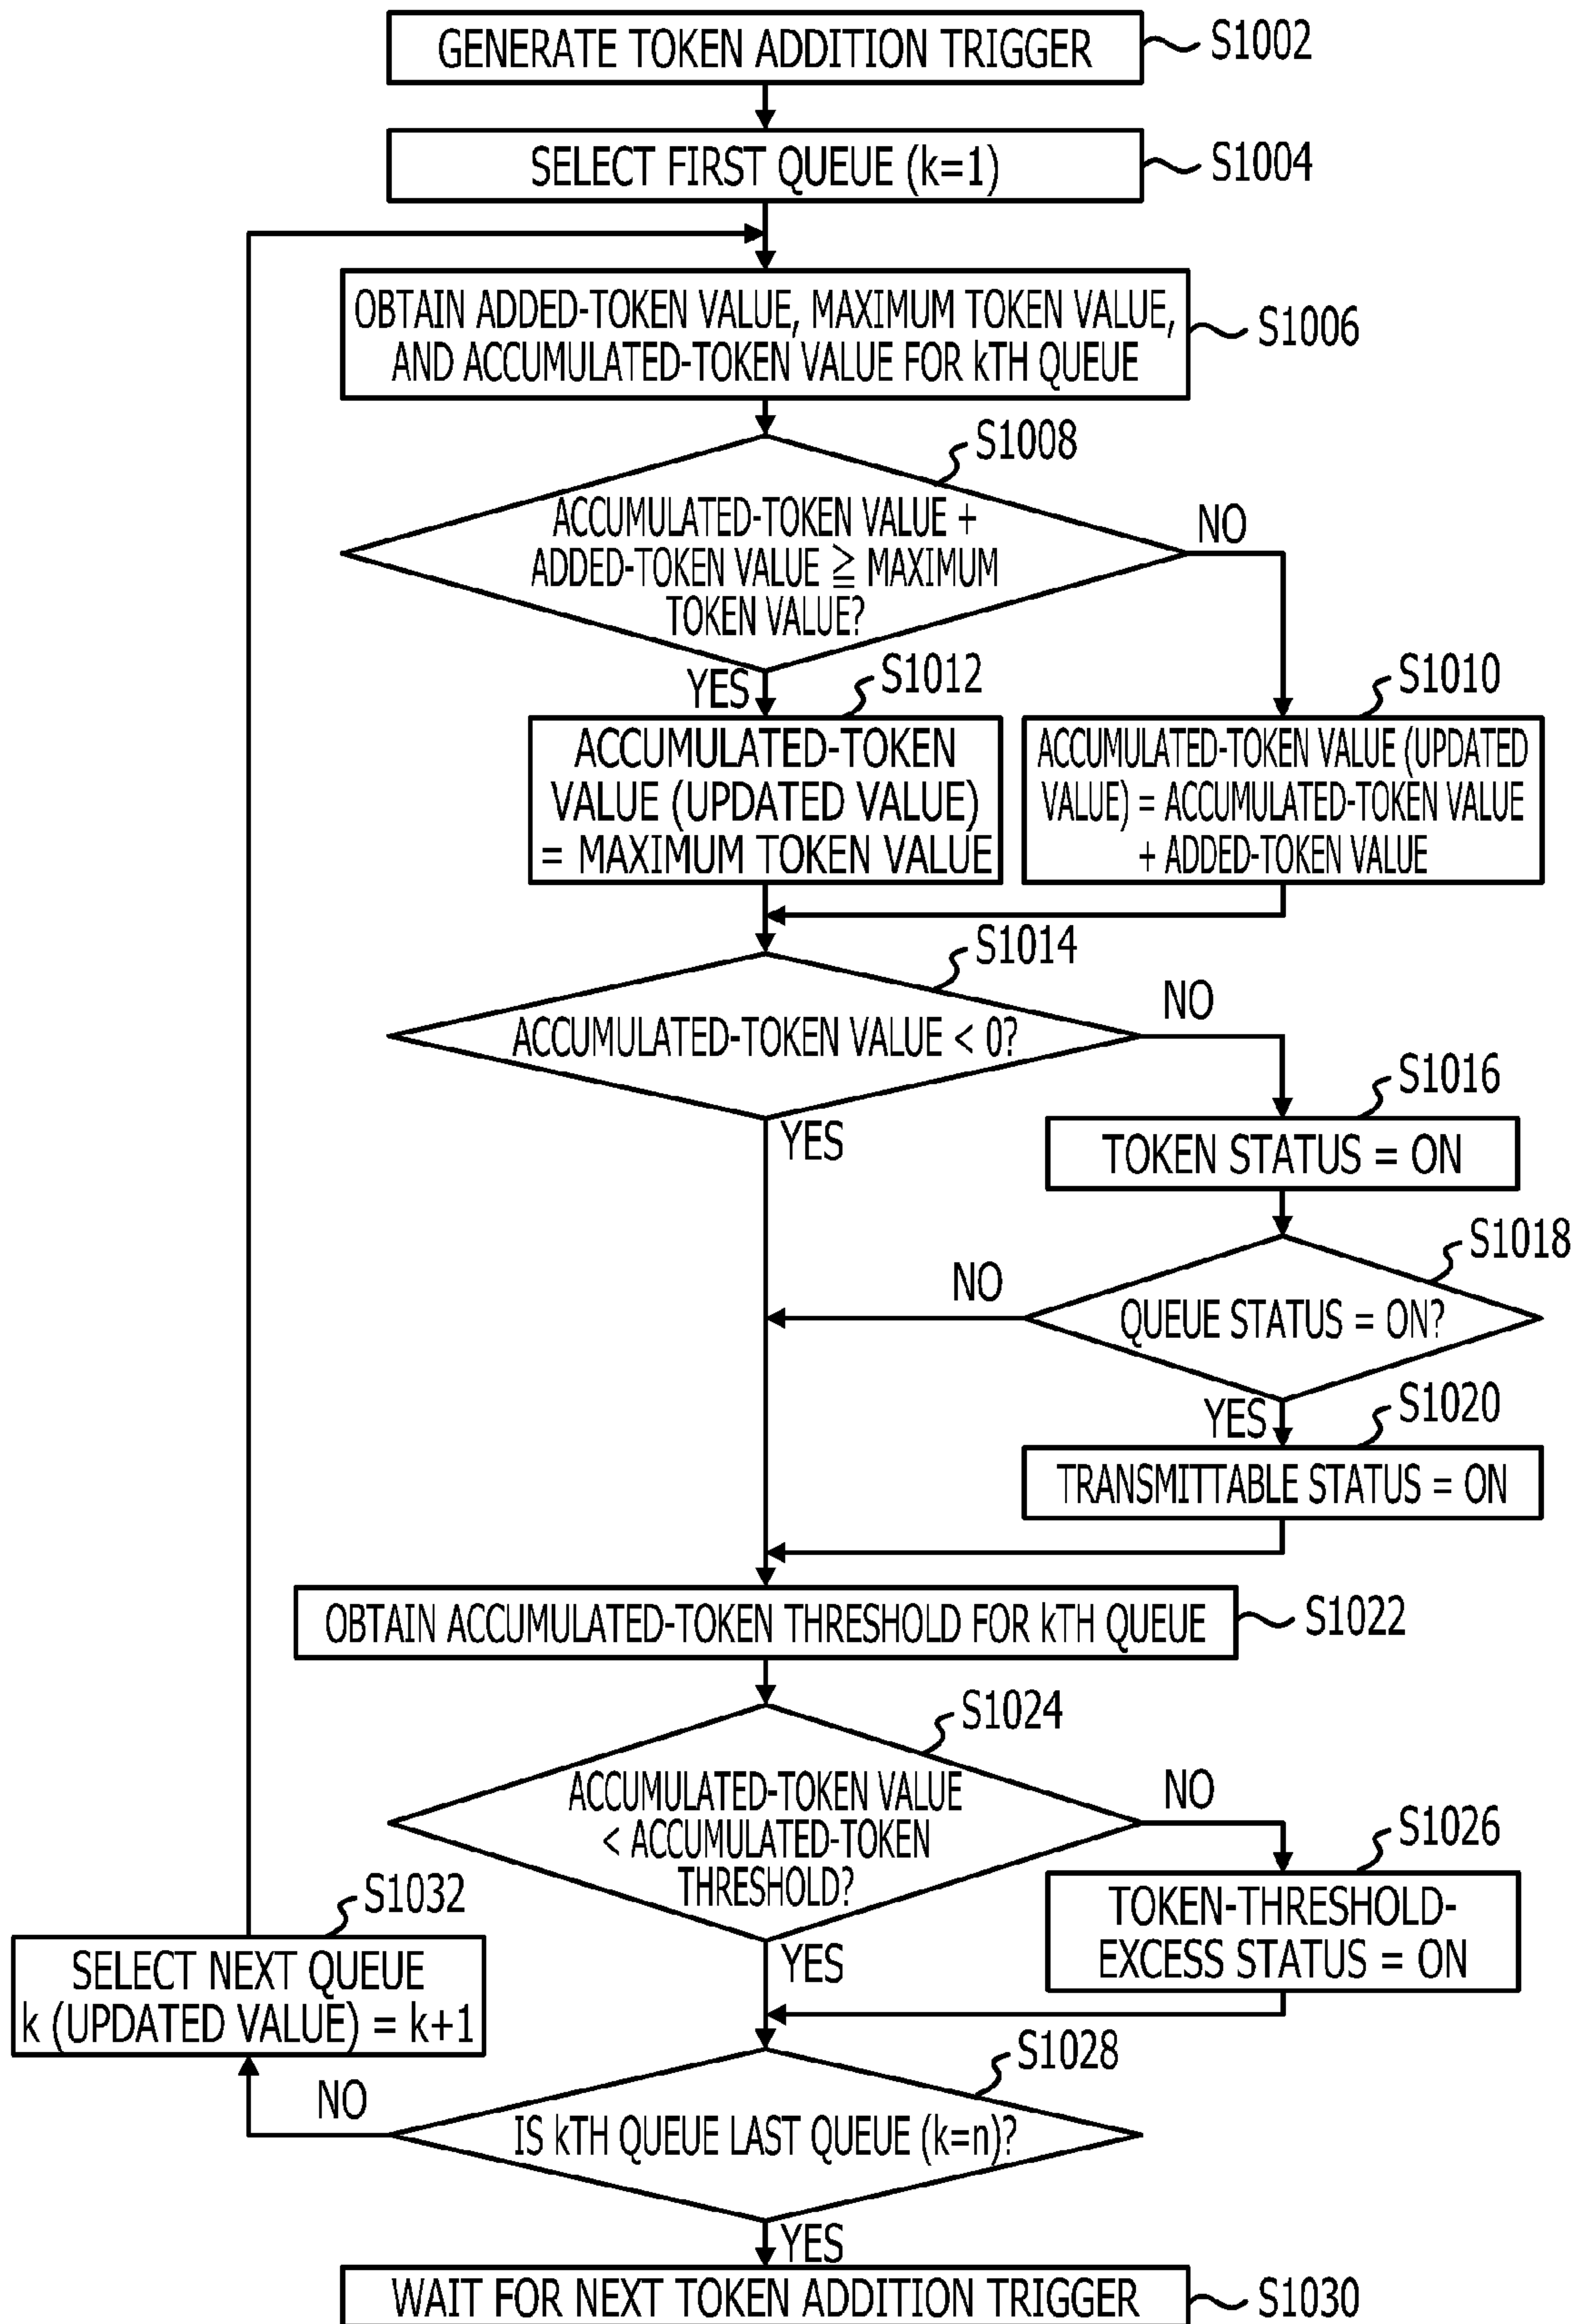 GENERATE TOKEN ADDITION TRIGGER
S1002
SELECT FIRST QUEUE (k=1)
S1004
OBTAIN ADDED-TOKEN VALUE, MAXIMUM TOKEN VALUE,
AND ACCUMULATED-TOKEN VALUE FOR kTH QUEUE
S1006
S1008
ACCUMULATED-TOKEN VALUE +
ADDED-TOKEN VALUE ≧ MAXIMUM
TOKEN VALUE?
NO
YES
S1012
ACCUMULATED-TOKEN
VALUE (UPDATED VALUE)
= MAXIMUM TOKEN VALUE
S1010
ACCUMULATED-TOKEN VALUE (UPDATED
VALUE) = ACCUMULATED-TOKEN VALUE
+ ADDED-TOKEN VALUE
S1014
ACCUMULATED-TOKEN VALUE < 0?
NO
YES
S1016
TOKEN STATUS = ON
S1018
QUEUE STATUS = ON?
NO
YES
S1020
TRANSMITTABLE STATUS = ON
OBTAIN ACCUMULATED-TOKEN THRESHOLD FOR kTH QUEUE
S1022
S1024
ACCUMULATED-TOKEN VALUE
< ACCUMULATED-TOKEN
THRESHOLD?
NO
YES
S1026
TOKEN-THRESHOLD-
EXCESS STATUS = ON
S1032
SELECT NEXT QUEUE
k (UPDATED VALUE) = k+1
S1028
IS kTH QUEUE LAST QUEUE (k=n)?
NO
YES
WAIT FOR NEXT TOKEN ADDITION TRIGGER
S1030